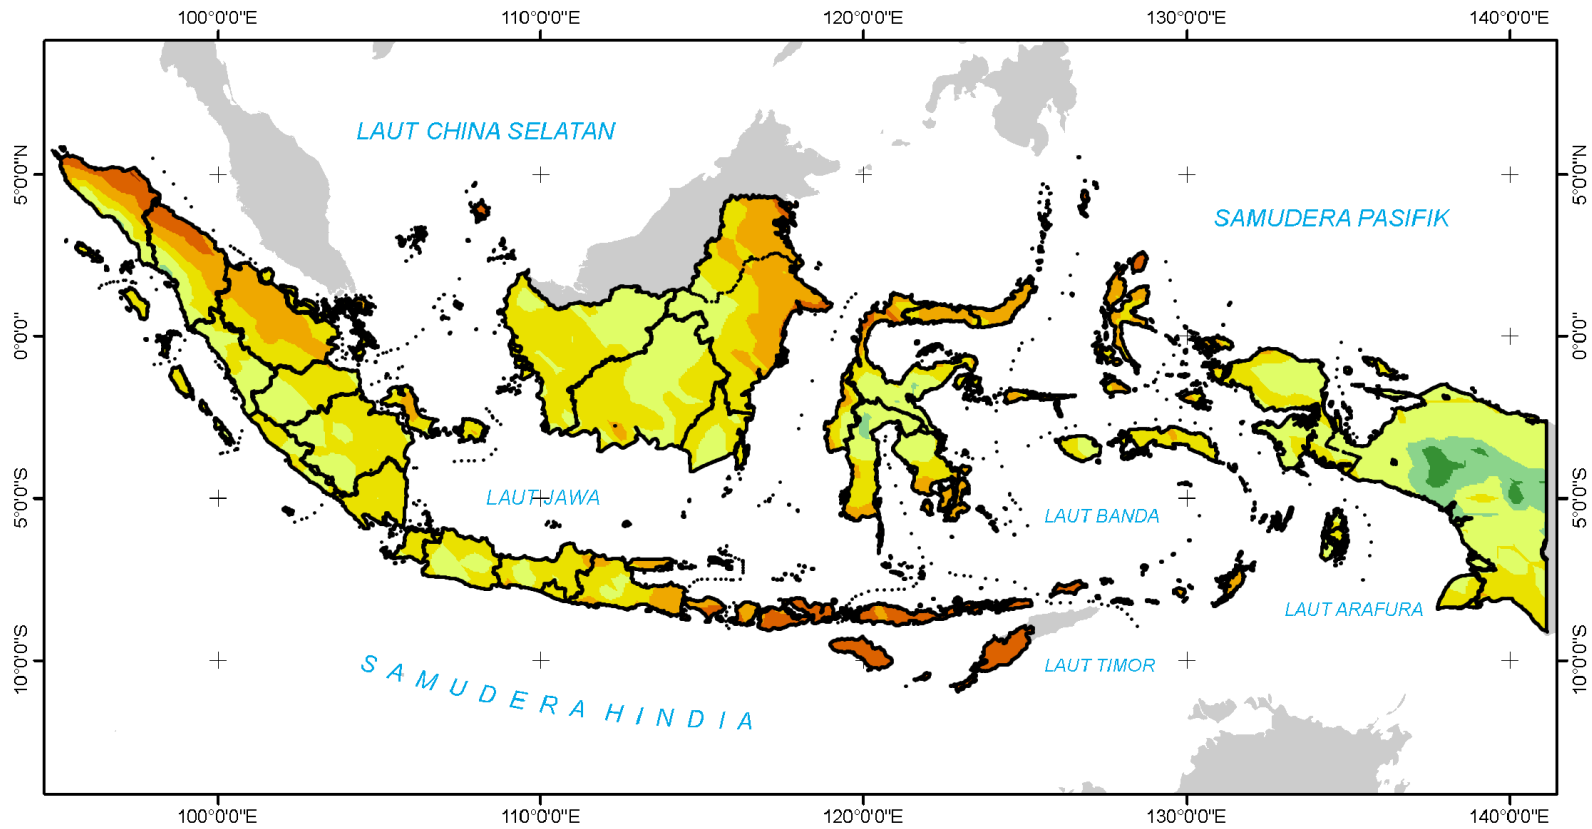 100°0'0"E 110°0'0"E 120°0'0"E 130°0'0"E 140°0'0"E
LAUT CHINA SELATAN
5°0'0"N 5°0'0"N
SAMUDERA PASIFIK
0°0'0" 0°0'0"
LAUT JAWA
5°0'0"S 5°0'0"S
LAUT BANDA
LAUT ARAFURA
10°0'0"S 10°0'0"S
LAUT TIMOR
SAMUDERA HINDIA
100°0'0"E 110°0'0"E 120°0'0"E 130°0'0"E 140°0'0"E